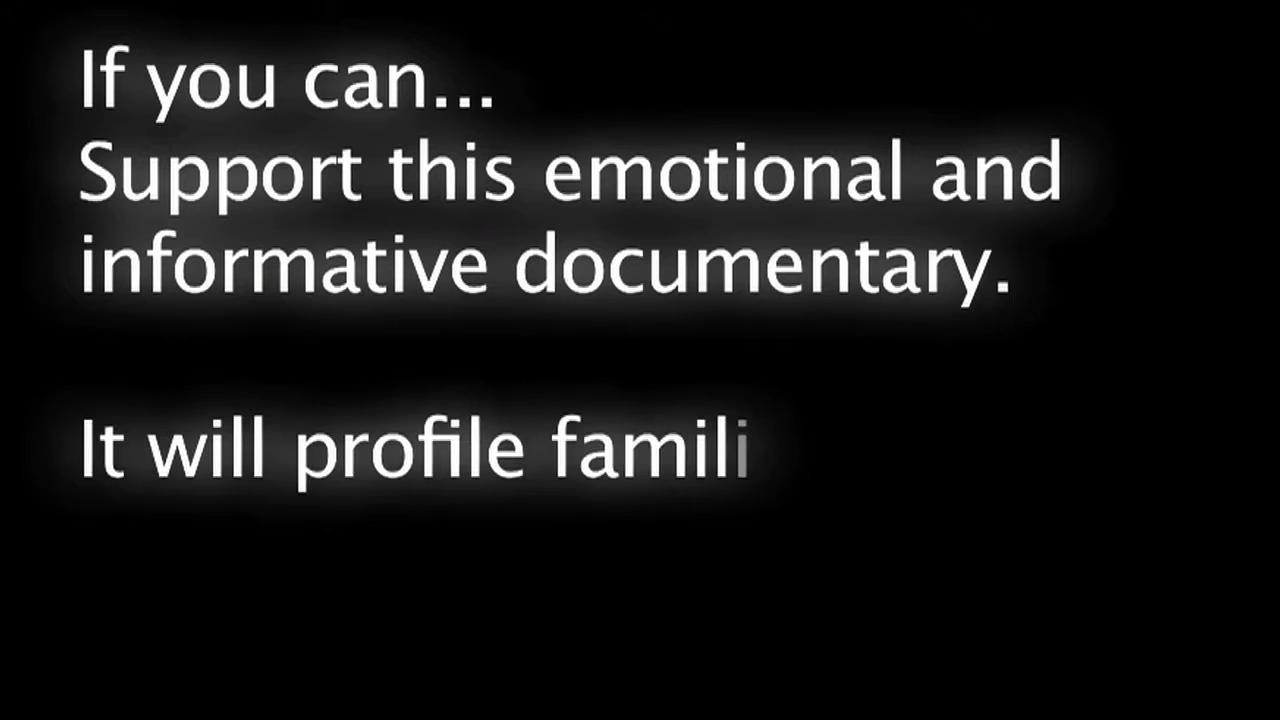 If you can...
Support this emotional and
informative documentary.
It will profile famili